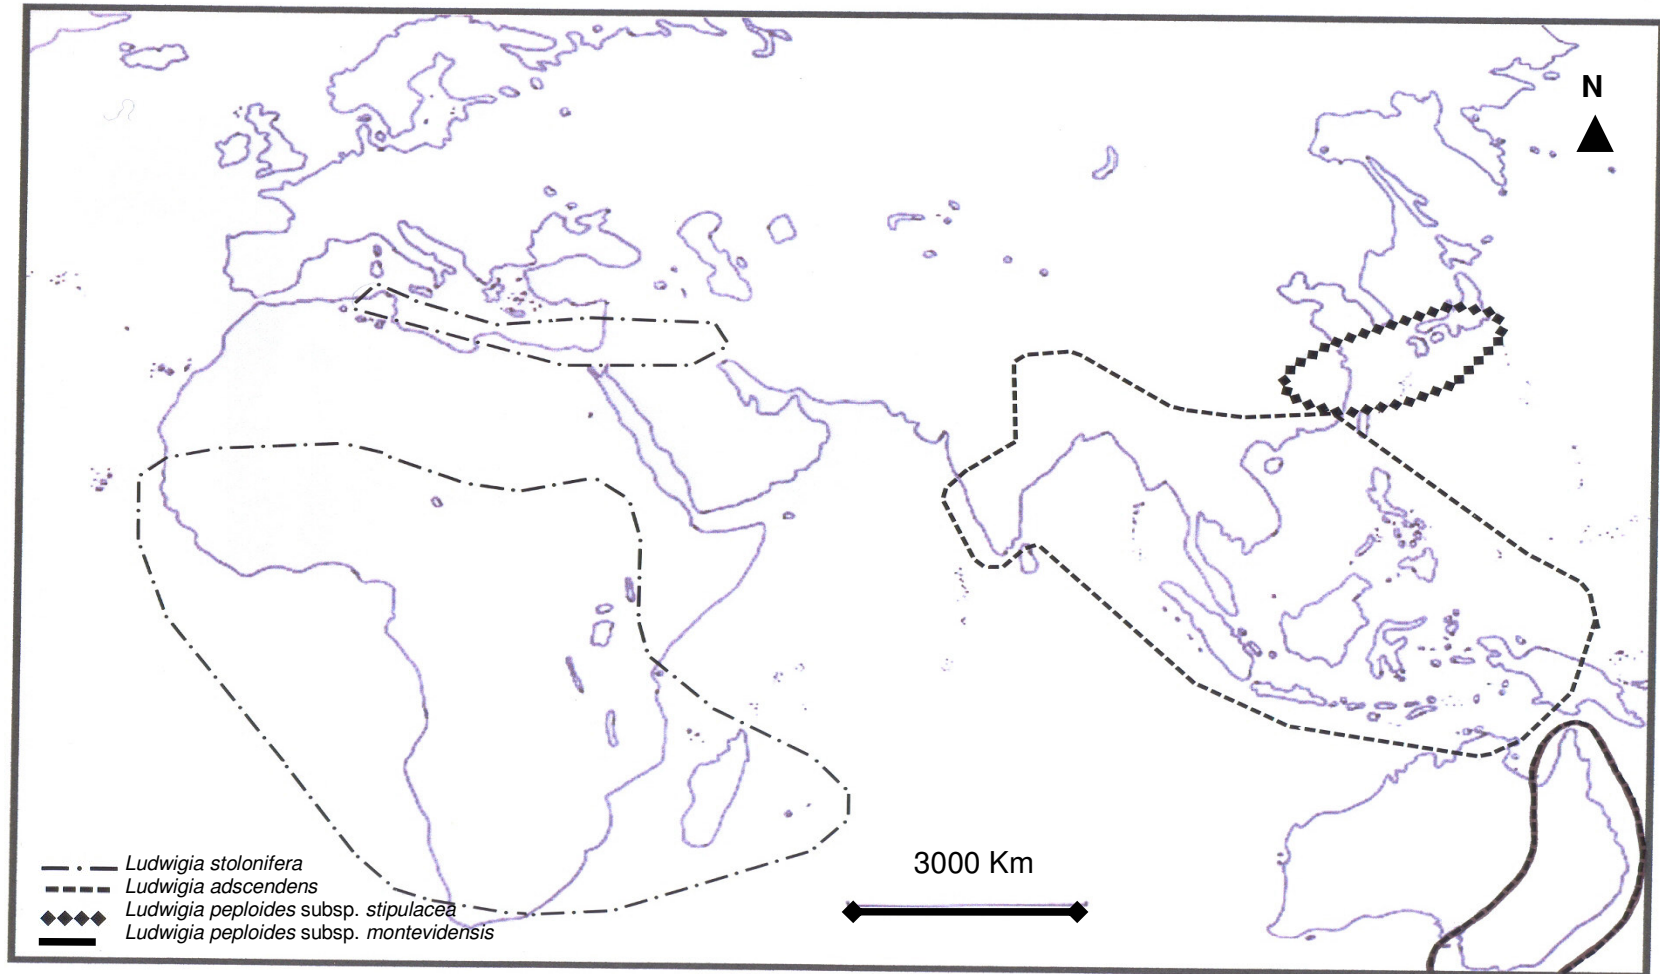 N
3000 Km
Ludwigia stolonifera
Ludwigia adscendens
Ludwigia peploides subsp. stipulacea
Ludwigia peploides subsp. montevidensis